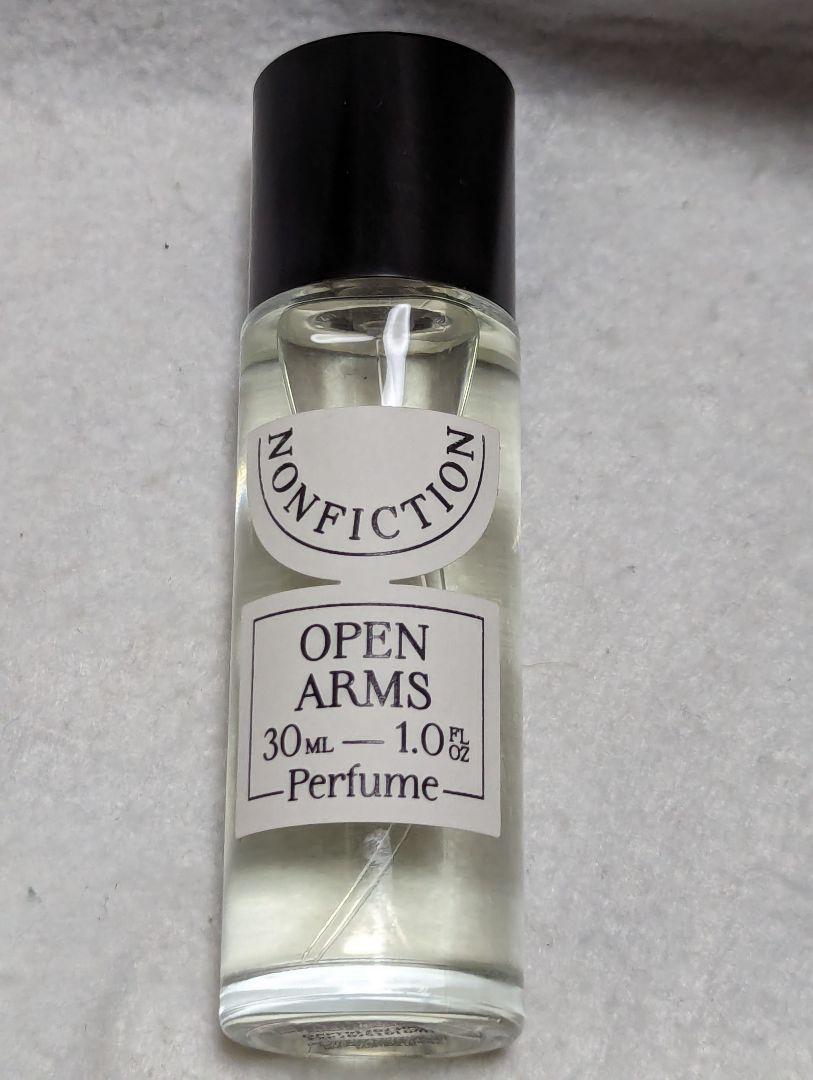 NONFICTION
OPEN
ARMS
30ML — 1.0 FL OZ
Perfume